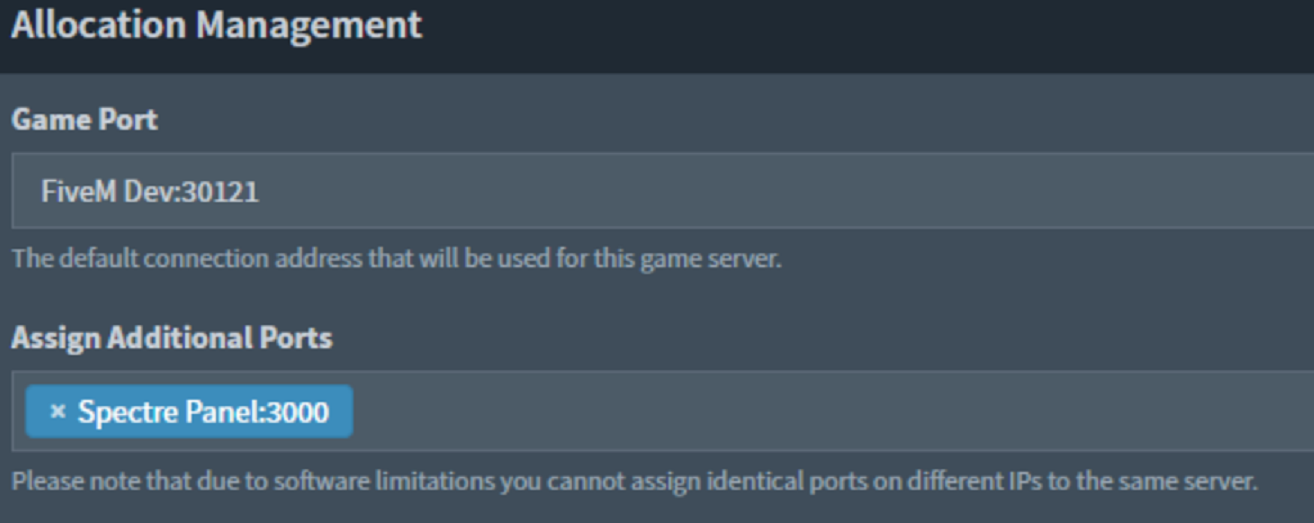 Allocation Management
Game Port
FiveM Dev:30121
The default connection address that will be used for this game server.
Assign Additional Ports
× Spectre Panel:3000
Please note that due to software limitations you cannot assign identical ports on different IPs to the same server.